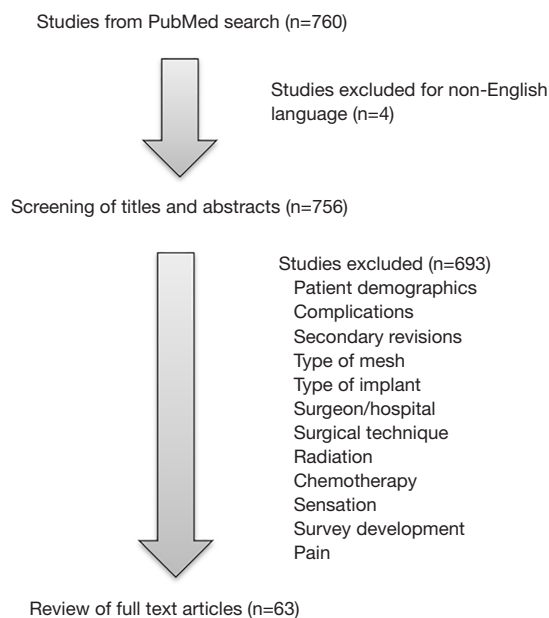 Studies from PubMed search (n=760)
Studies excluded for non-English
language (n=4)
Screening of titles and abstracts (n=756)
Studies excluded (n=693)
Patient demographics
Complications
Secondary revisions
Type of mesh
Type of implant
Surgeon/hospital
Surgical technique
Radiation
Chemotherapy
Sensation
Survey development
Pain
Review of full text articles (n=63)